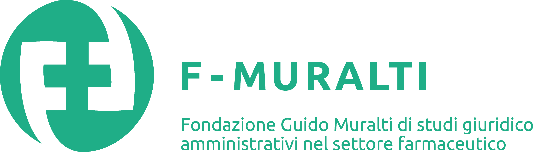 F-MURALTI
Fondazione Guido Muralti di studi giuridico
amministrativi nel settore farmaceutico